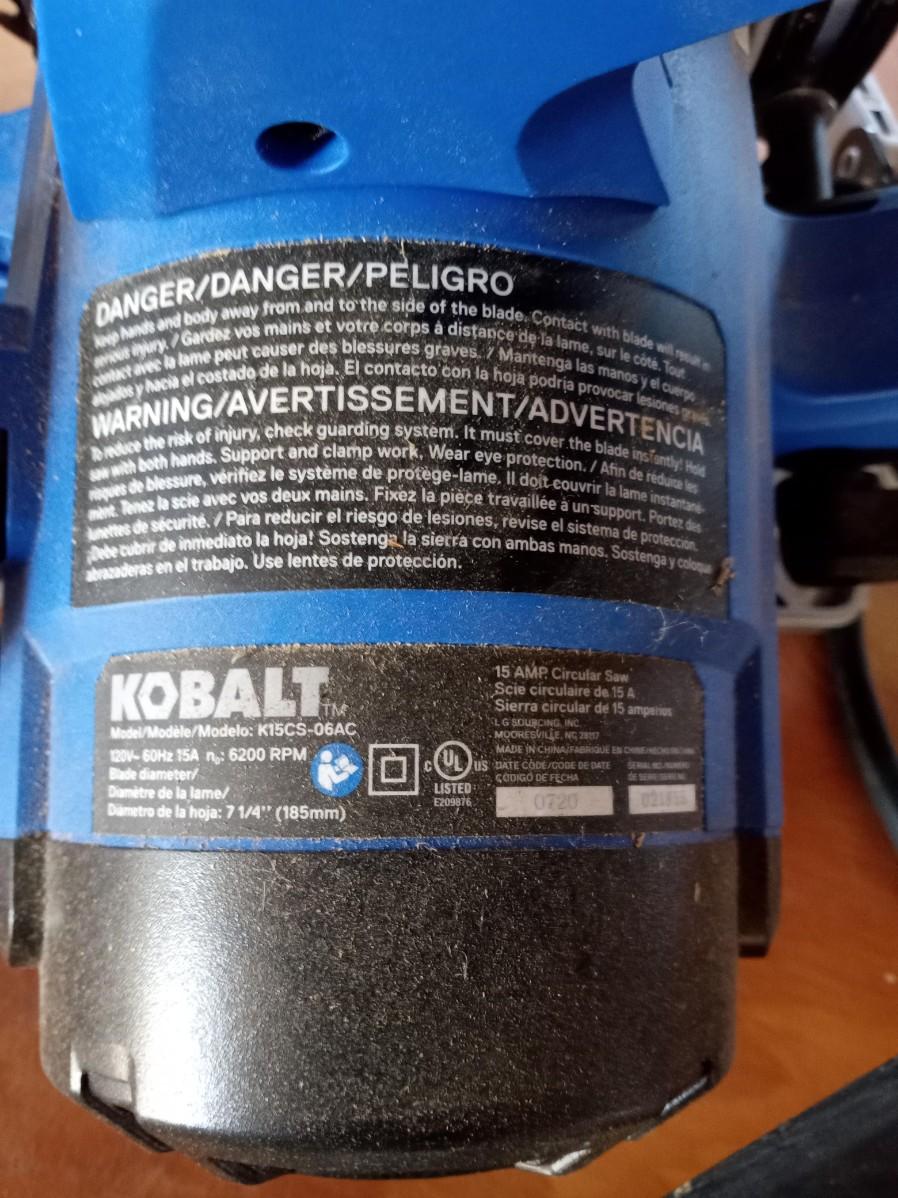 DANGER/DANGER/PELIGRO
Keep hands and body away from and to the side of the blade. Contact with blade will result in
serious injury. / Gardez vos mains et votre corps à distance de la lame, sur le côté. Tout
contact avec la lame peut causer des blessures graves. / Mantenga las manos y el cuerpo
alejados y hacia el costado de la hoja. El contacto con la hoja podría provocar lesiones graves.
WARNING/AVERTISSEMENT/ADVERTENCIA
To reduce the risk of injury, check guarding system. It must cover the blade instantly! Hold
saw with both hands. Support and clamp work. Wear eye protection. / Afin de réduire les
risques de blessure, vérifiez le système de protège-lame. Il doit couvrir la lame instantané-
ment. Tenez la scie avec vos deux mains. Fixez la pièce travaillée à un support. Portez des
lunettes de sécurité. / Para reducir el riesgo de lesiones, revise el sistema de protección.
¡Debe cubrir de inmediato la hoja! Sostenga la sierra con ambas manos. Sostenga y coloque
abrazaderas en el trabajo. Use lentes de protección.
KOBALT TM
Model/Modèle/Modelo: K15CS-06AC
120V~ 60Hz 15A n₀: 6200 RPM
Blade diameter/
Diamètre de la lame/
Diámetro de la hoja: 7 1/4'' (185mm)
C UL US
LISTED
E209876
15 AMP. Circular Saw
Scie circulaire de 15 A
Sierra circular de 15 amperios
L G SOURCING, INC.
MOORESVILLE, NC 28117
MADE IN CHINA/FABRIQUÉ EN CHINE/HECHO EN CHINA
DATE CODE/CODE DE DATE
CÓDIGO DE FECHA
0720
SERIAL NO./NUMÉRO
DE SÉRIE/SERIE NO.